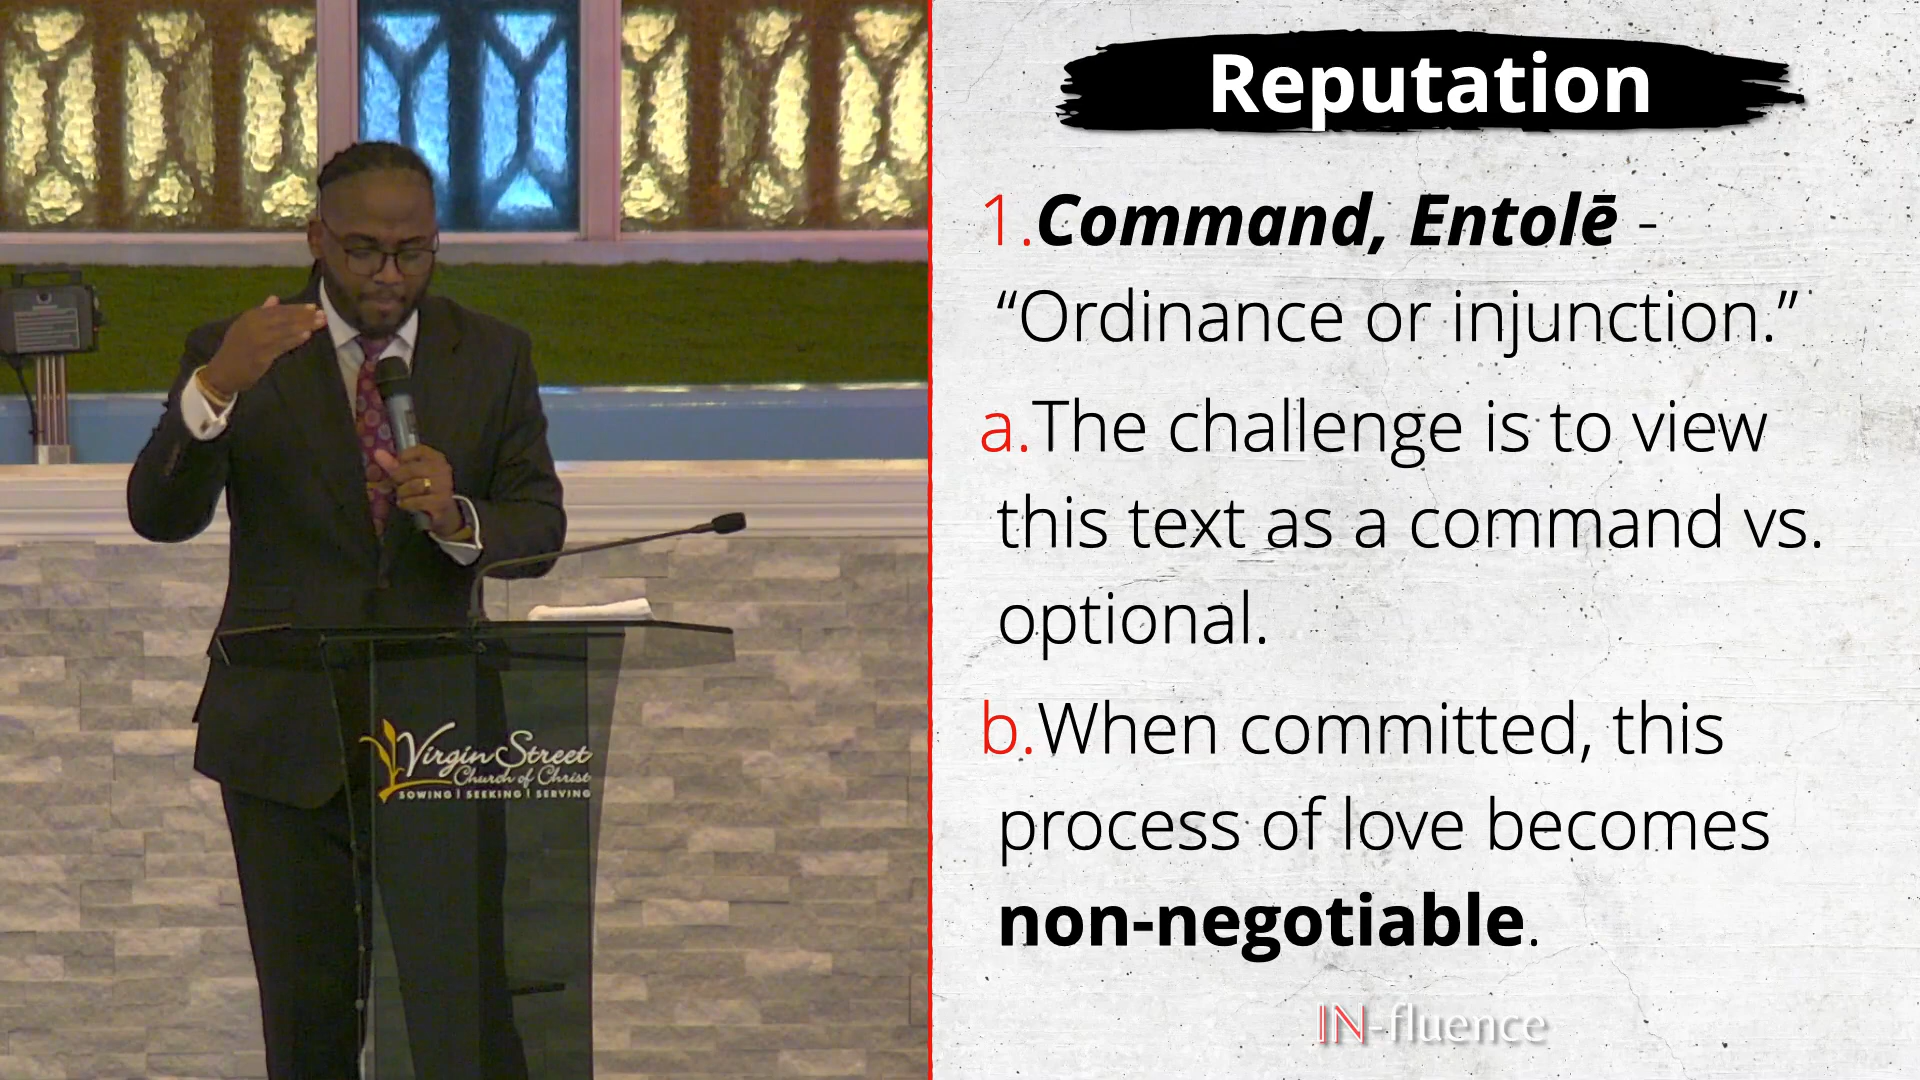 Reputation
1.Command, Entolē -
“Ordinance or injunction.”
a.The challenge is to view
this text as a command vs.
optional.
b.When committed, this
process of love becomes
non-negotiable.
IN-fluence
Virgin Street
Church of Christ
SOWING | SEEKING | SERVING